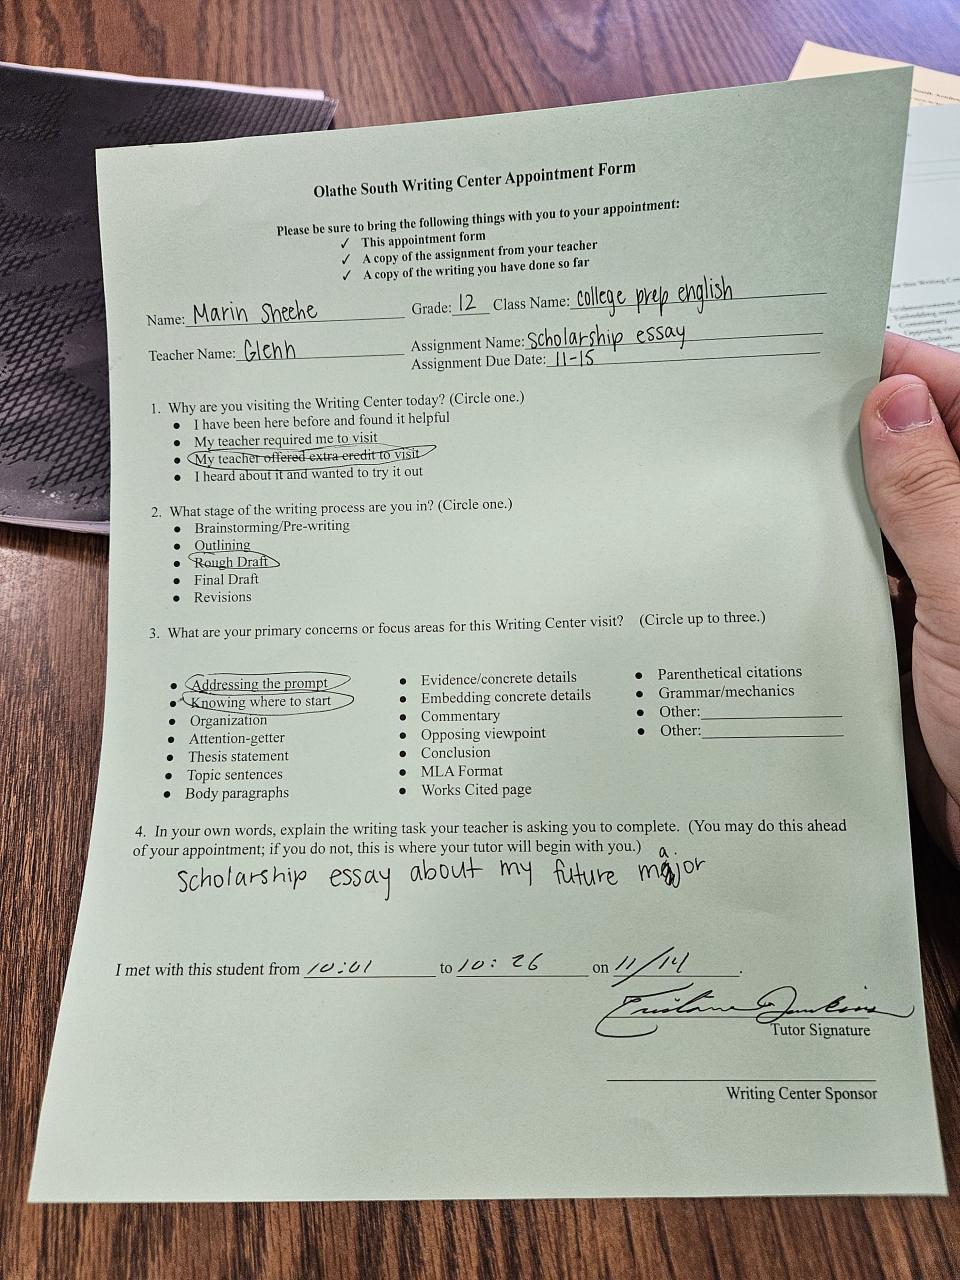 Olathe South Writing Center Appointment Form
Please be sure to bring the following things with you to your appointment:
✓ This appointment form
✓ A copy of the assignment from your teacher
✓ A copy of the writing you have done so far
Name: Marin Sheehe Grade: 12 Class Name: college prep english
Teacher Name: Glenn Assignment Name: Scholarship essay
Assignment Due Date: 11-15
1. Why are you visiting the Writing Center today? (Circle one.)
• I have been here before and found it helpful
• My teacher required me to visit
• My teacher offered extra credit to visit
• I heard about it and wanted to try it out
2. What stage of the writing process are you in? (Circle one.)
• Brainstorming/Pre-writing
• Outlining
• Rough Draft
• Final Draft
• Revisions
3. What are your primary concerns or focus areas for this Writing Center visit? (Circle up to three.)
• Addressing the prompt
• Knowing where to start
• Organization
• Attention-getter
• Thesis statement
• Topic sentences
• Body paragraphs
• Evidence/concrete details
• Embedding concrete details
• Commentary
• Opposing viewpoint
• Conclusion
• MLA Format
• Works Cited page
• Parenthetical citations
• Grammar/mechanics
• Other:
• Other:
4. In your own words, explain the writing task your teacher is asking you to complete. (You may do this ahead
of your appointment; if you do not, this is where your tutor will begin with you.)
Scholarship essay about my future major
I met with this student from 10:01 to 10:26 on 11/14.
Tutor Signature
Writing Center Sponsor